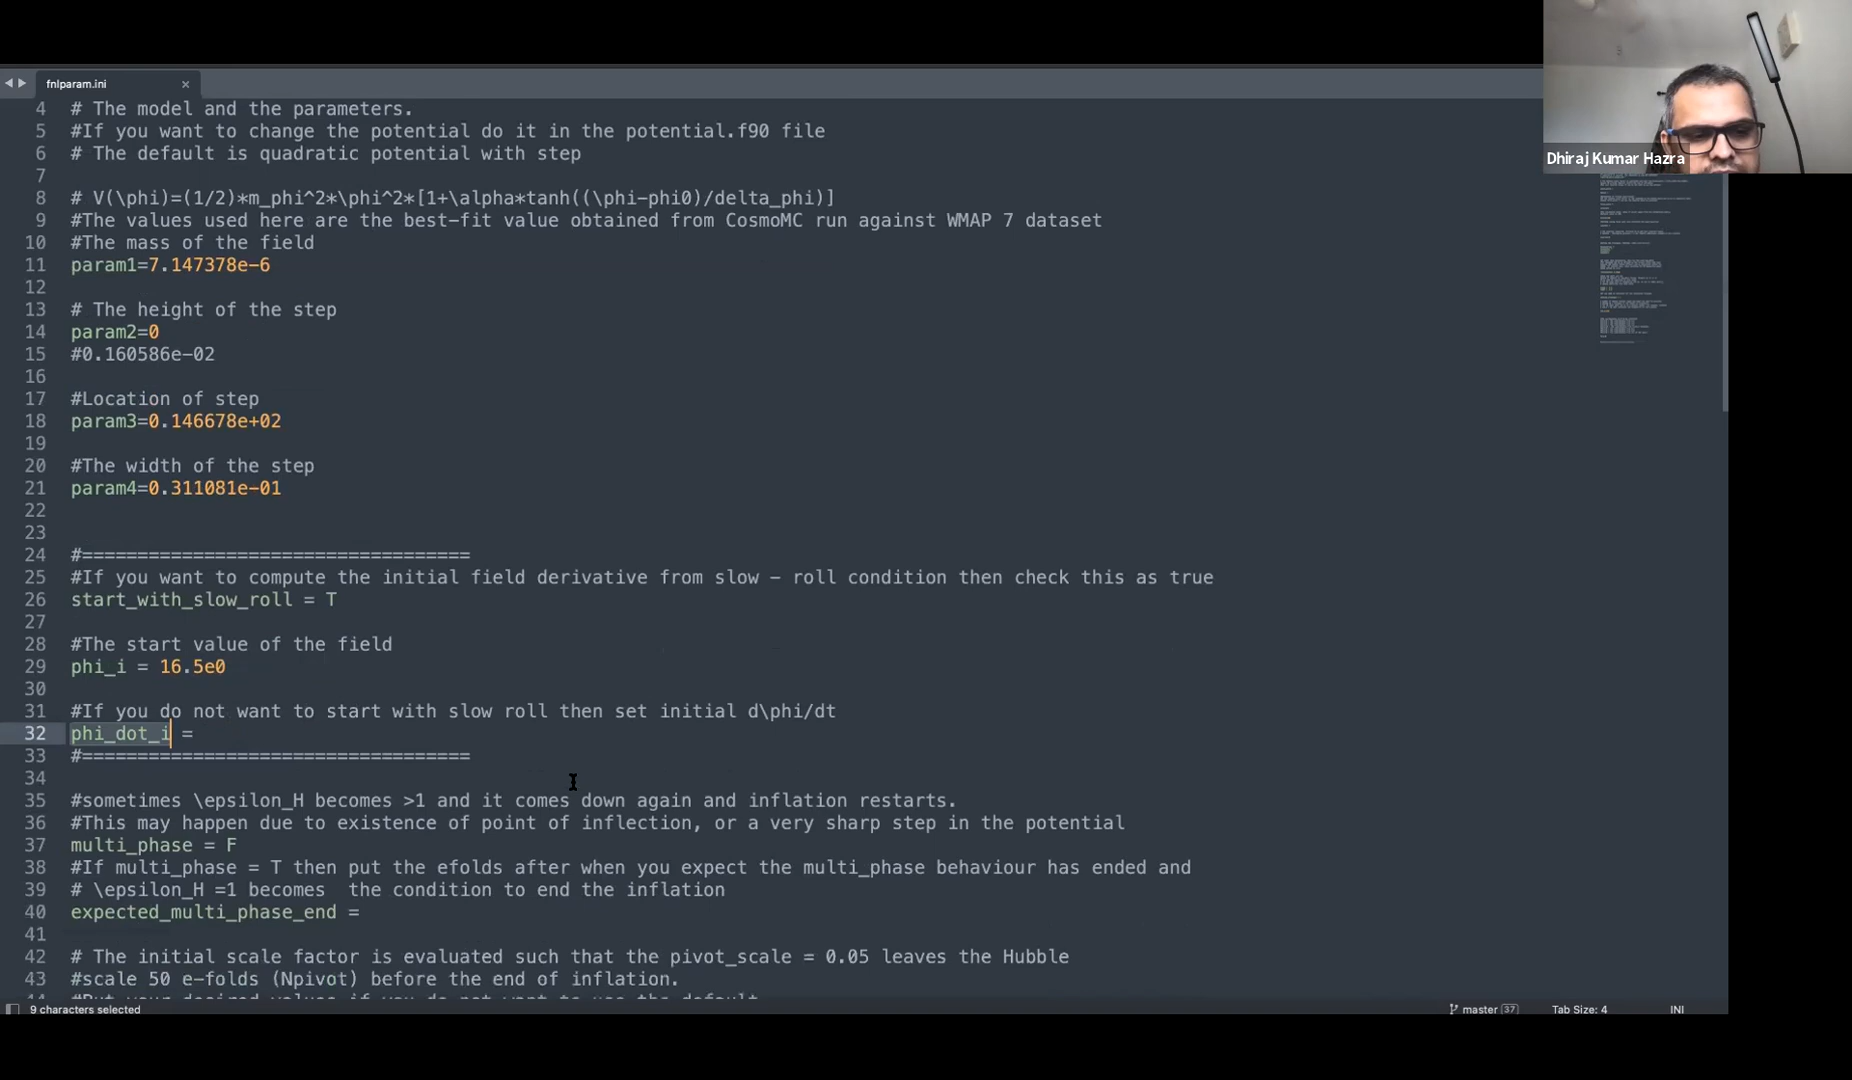 Dhiraj Kumar Hazra
fnlparam.ini ×
4 # The model and the parameters.
5 #If you want to change the potential do it in the potential.f90 file
6 # The default is quadratic potential with step
7
8 # V(\phi)=(1/2)*m_phi^2*\phi^2*[1+\alpha*tanh((\phi-phi0)/delta_phi)]
9 #The values used here are the best-fit value obtained from CosmoMC run against WMAP 7 dataset
10 #The mass of the field
11 param1=7.147378e-6
12
13 # The height of the step
14 param2=0
15 #0.160586e-02
16
17 #Location of step
18 param3=0.146678e+02
19
20 #The width of the step
21 param4=0.311081e-01
22
23
24 #===================================
25 #If you want to compute the initial field derivative from slow - roll condition then check this as true
26 start_with_slow_roll = T
27
28 #The start value of the field
29 phi_i = 16.5e0
30
31 #If you do not want to start with slow roll then set initial d\phi/dt
32 phi_dot_i =
33 #===================================
34
35 #sometimes \epsilon_H becomes >1 and it comes down again and inflation restarts.
36 #This may happen due to existence of point of inflection, or a very sharp step in the potential
37 multi_phase = F
38 #If multi_phase = T then put the efolds after when you expect the multi_phase behaviour has ended and
39 # \epsilon_H =1 becomes  the condition to end the inflation
40 expected_multi_phase_end =
41
42 # The initial scale factor is evaluated such that the pivot_scale = 0.05 leaves the Hubble
43 #scale 50 e-folds (Npivot) before the end of inflation.
9 characters selected
master 37
Tab Size: 4
INI